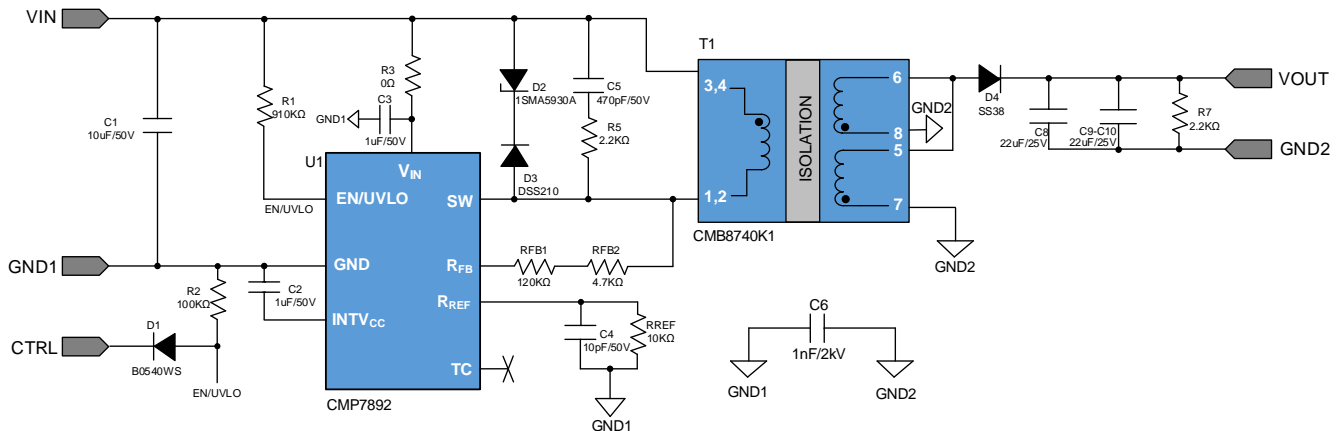 VIN
T1
R3
0Ω
D2
1SMA5930A
C5
470pF/50V
3,4
6
D4
SS38
VOUT
R1
910KΩ
C3
1uF/50V
GND1
GND2
C1
10uF/50V
R5
2.2KΩ
ISOLATION
8
C8
22uF/25V
C9-C10
22uF/25V
R7
2.2KΩ
GND2
U1
VIN
D3
DSS210
5
EN/UVLO
EN/UVLO
SW
1,2
7
CMB8740K1
GND2
GND1
GND
RFB
RFB1
120KΩ
RFB2
4.7KΩ
R2
100KΩ
C2
1uF/50V
INTVCC
RREF
C4
10pF/50V
RREF
10KΩ
C6
1nF/2kV
CTRL
D1
B0540WS
TC
EN/UVLO
CMP7892
GND1
GND1
GND2